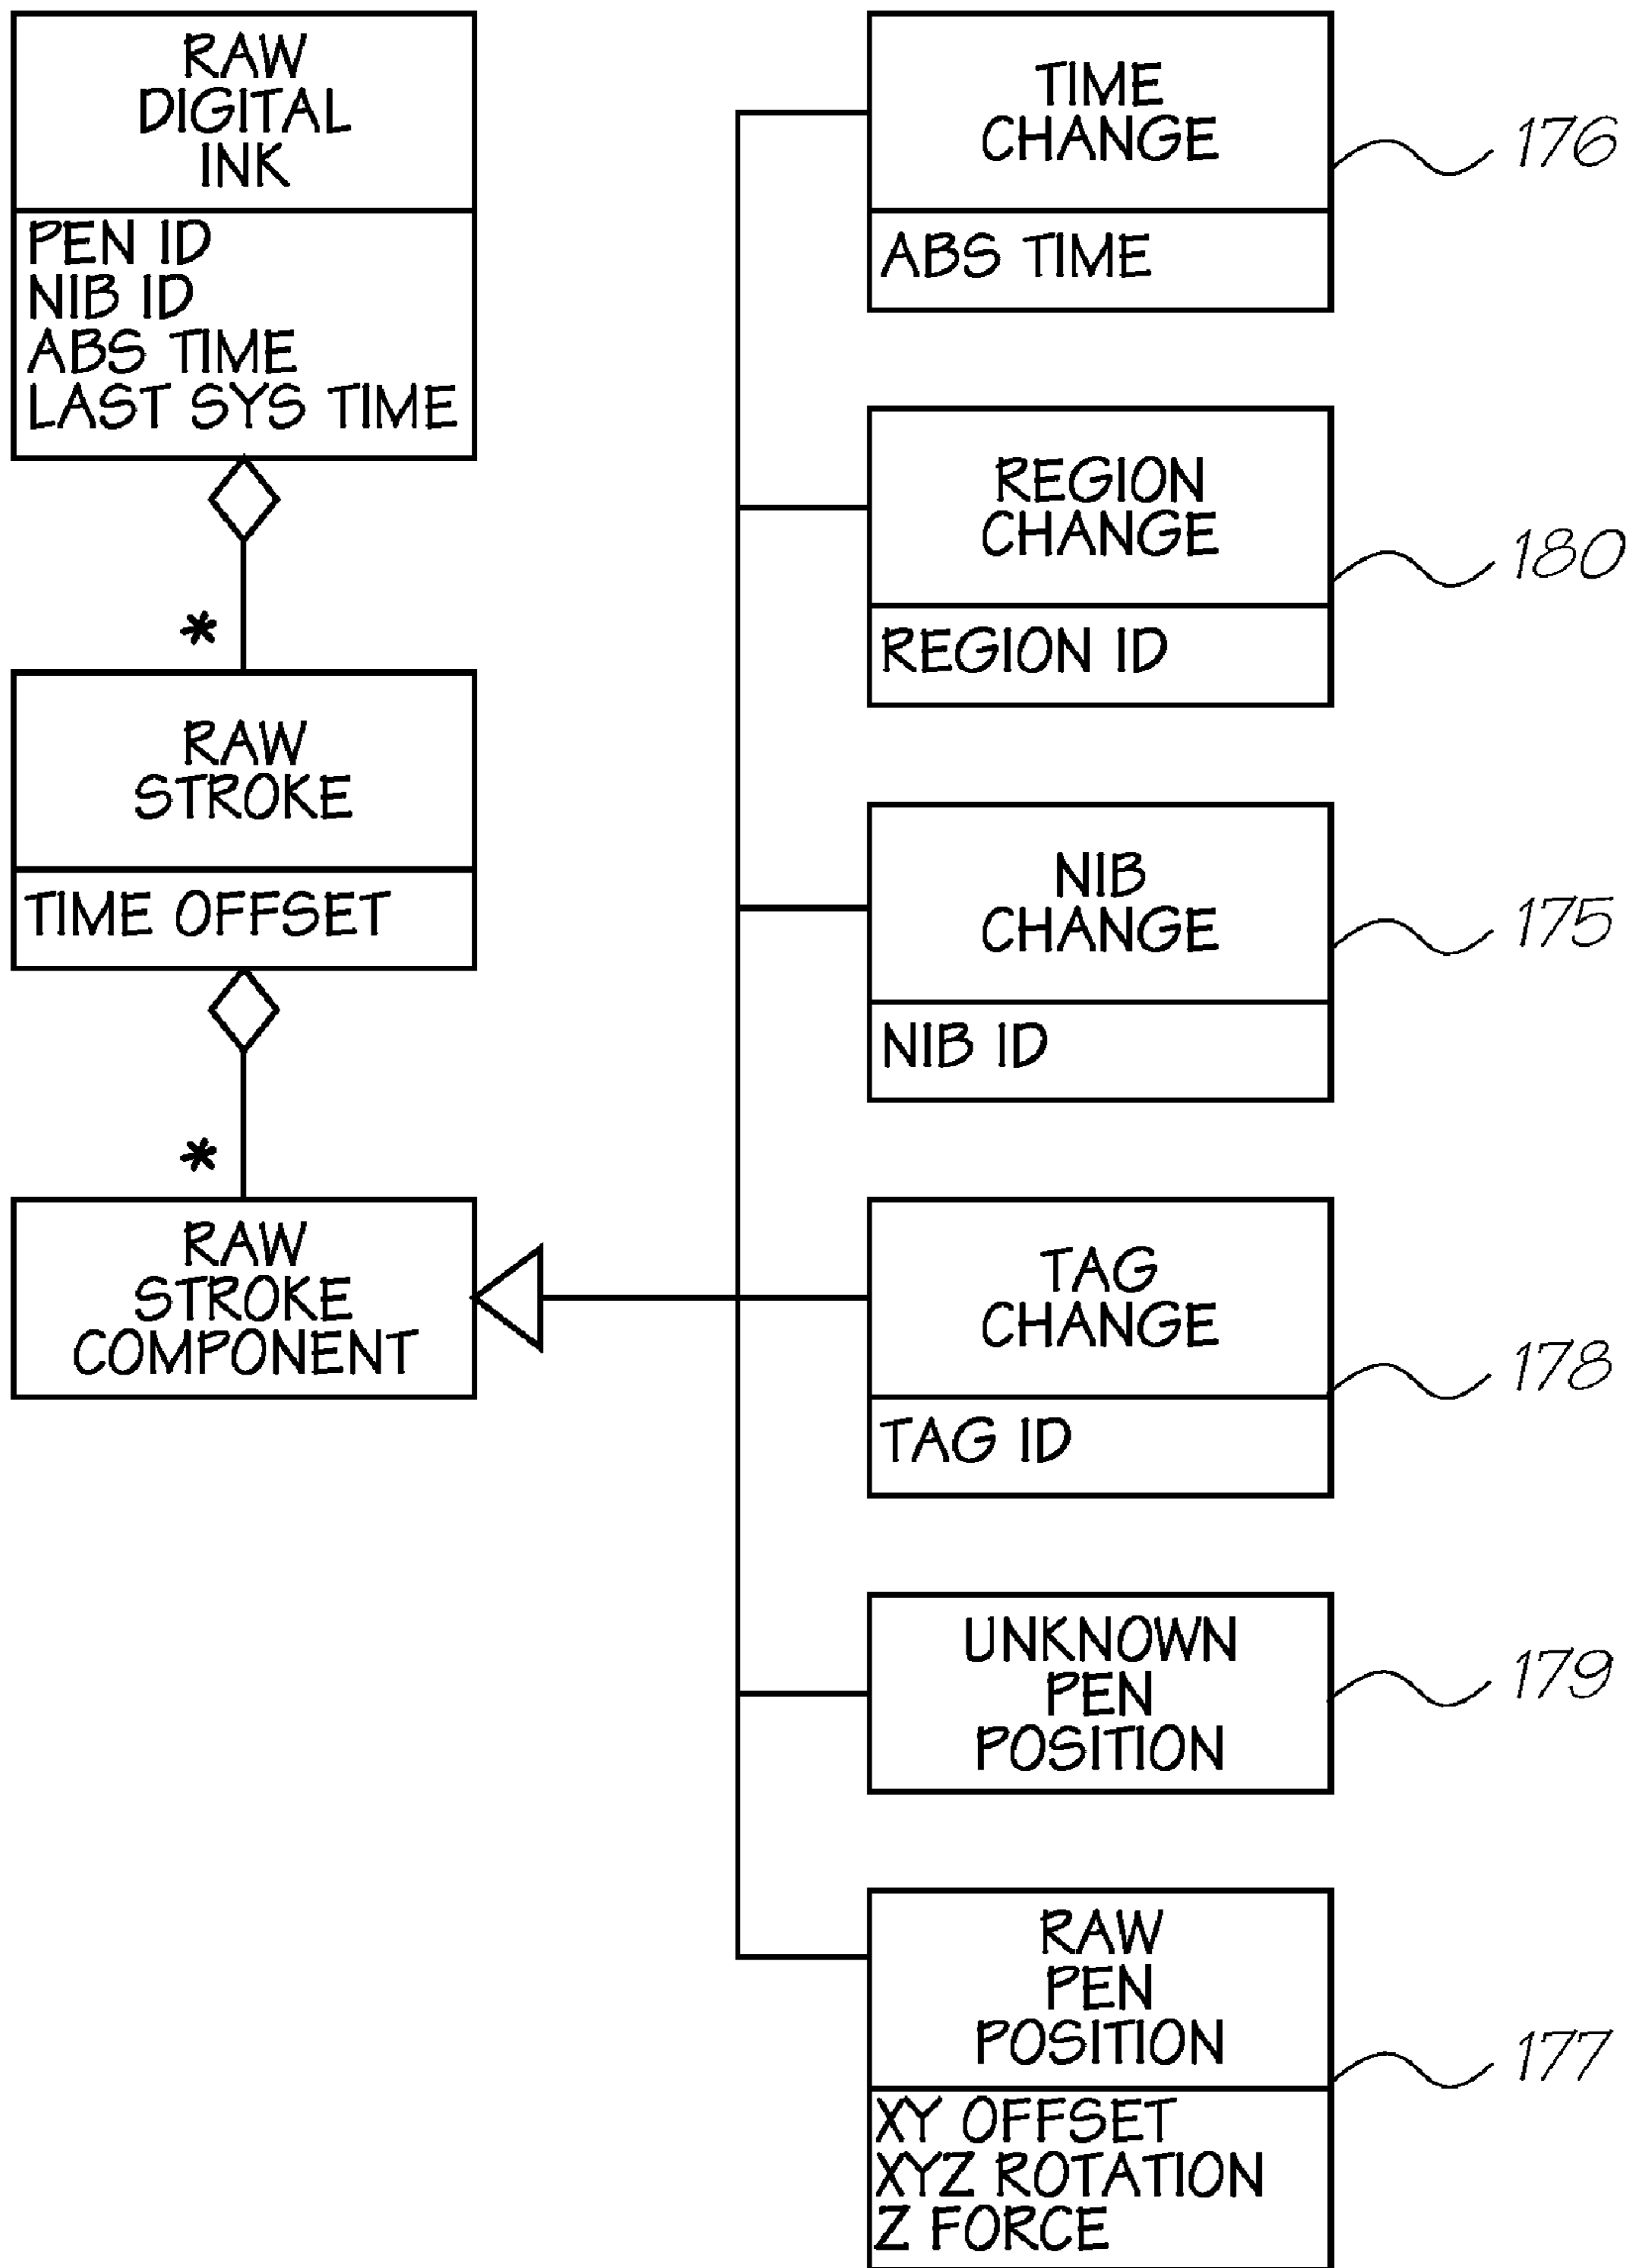 RAW
DIGITAL
INK
PEN ID
NIB ID
ABS TIME
LAST SYS TIME
*
RAW
STROKE
TIME OFFSET
*
RAW
STROKE
COMPONENT
TIME
CHANGE
ABS TIME
176
REGION
CHANGE
REGION ID
180
NIB
CHANGE
NIB ID
175
TAG
CHANGE
TAG ID
178
UNKNOWN
PEN
POSITION
179
RAW
PEN
POSITION
XY OFFSET
XYZ ROTATION
Z FORCE
177